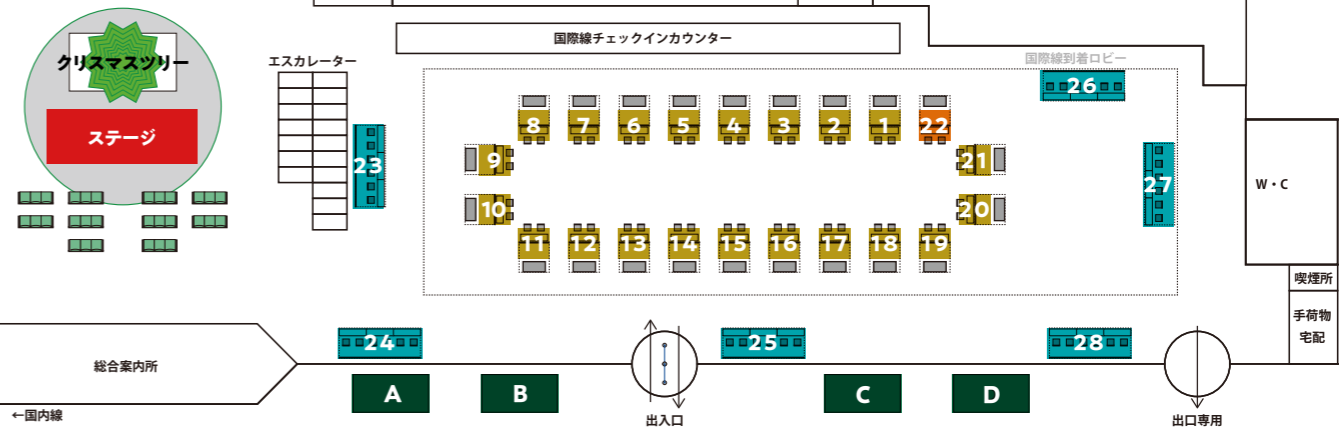 国際線チェックインカウンター
クリスマスツリー
エスカレーター
国際線到着ロビー
ステージ
26
8 7 6 5 4 3 2 1 22
23
9
21
27
W・C
10
20
11 12 13 14 15 16 17 18 19
喫煙所
手荷物
宅配
24
25
28
総合案内所
A
B
C
D
←国内線
出入口
出口専用